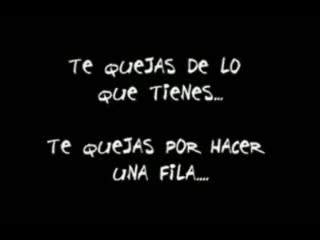 Te quejas de lo
que tienes...
Te quejas por hacer
una fila....